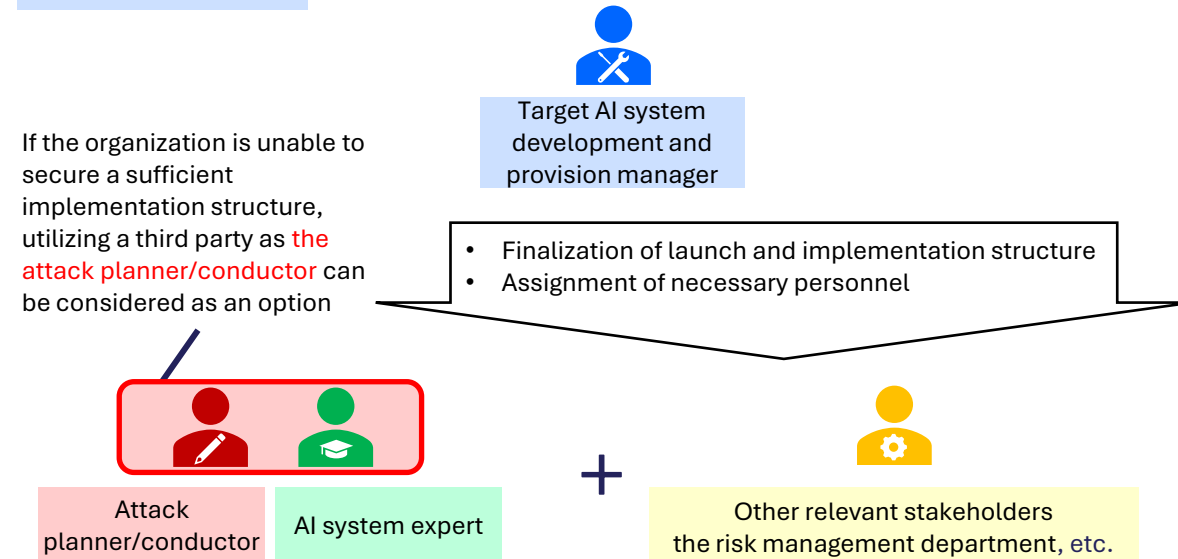 Target AI system
development and
provision manager
If the organization is unable to
secure a sufficient
implementation structure,
utilizing a third party as the
attack planner/conductor can
be considered as an option
• Finalization of launch and implementation structure
• Assignment of necessary personnel
Attack
planner/conductor
AI system expert
+
Other relevant stakeholders
the risk management department, etc.